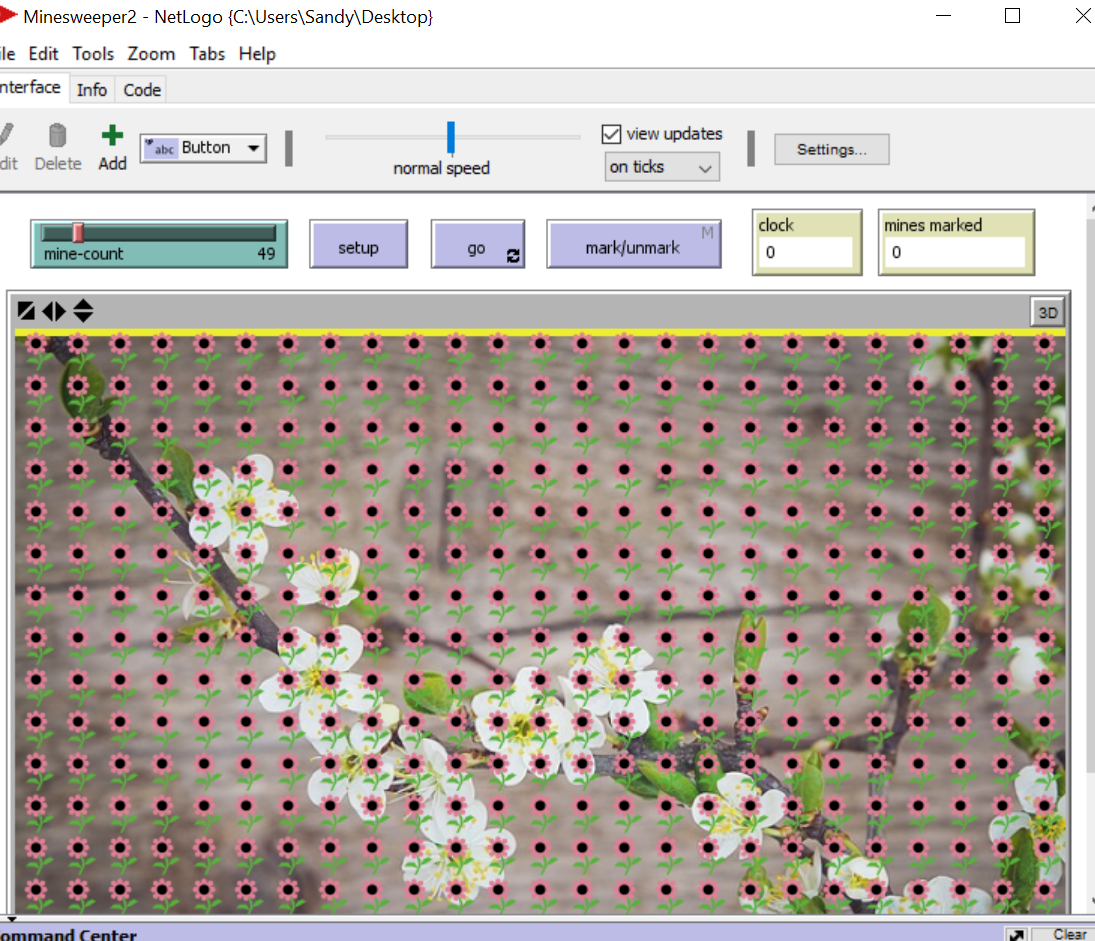 Minesweeper2 - NetLogo {C:\Users\Sandy\Desktop}
ile Edit Tools Zoom Tabs Help
nterface Info Code
dit Delete Add abc Button normal speed view updates on ticks Settings...
mine-count 49 setup go mark/unmark M clock 0 mines marked 0
3D
ommand Center Clear